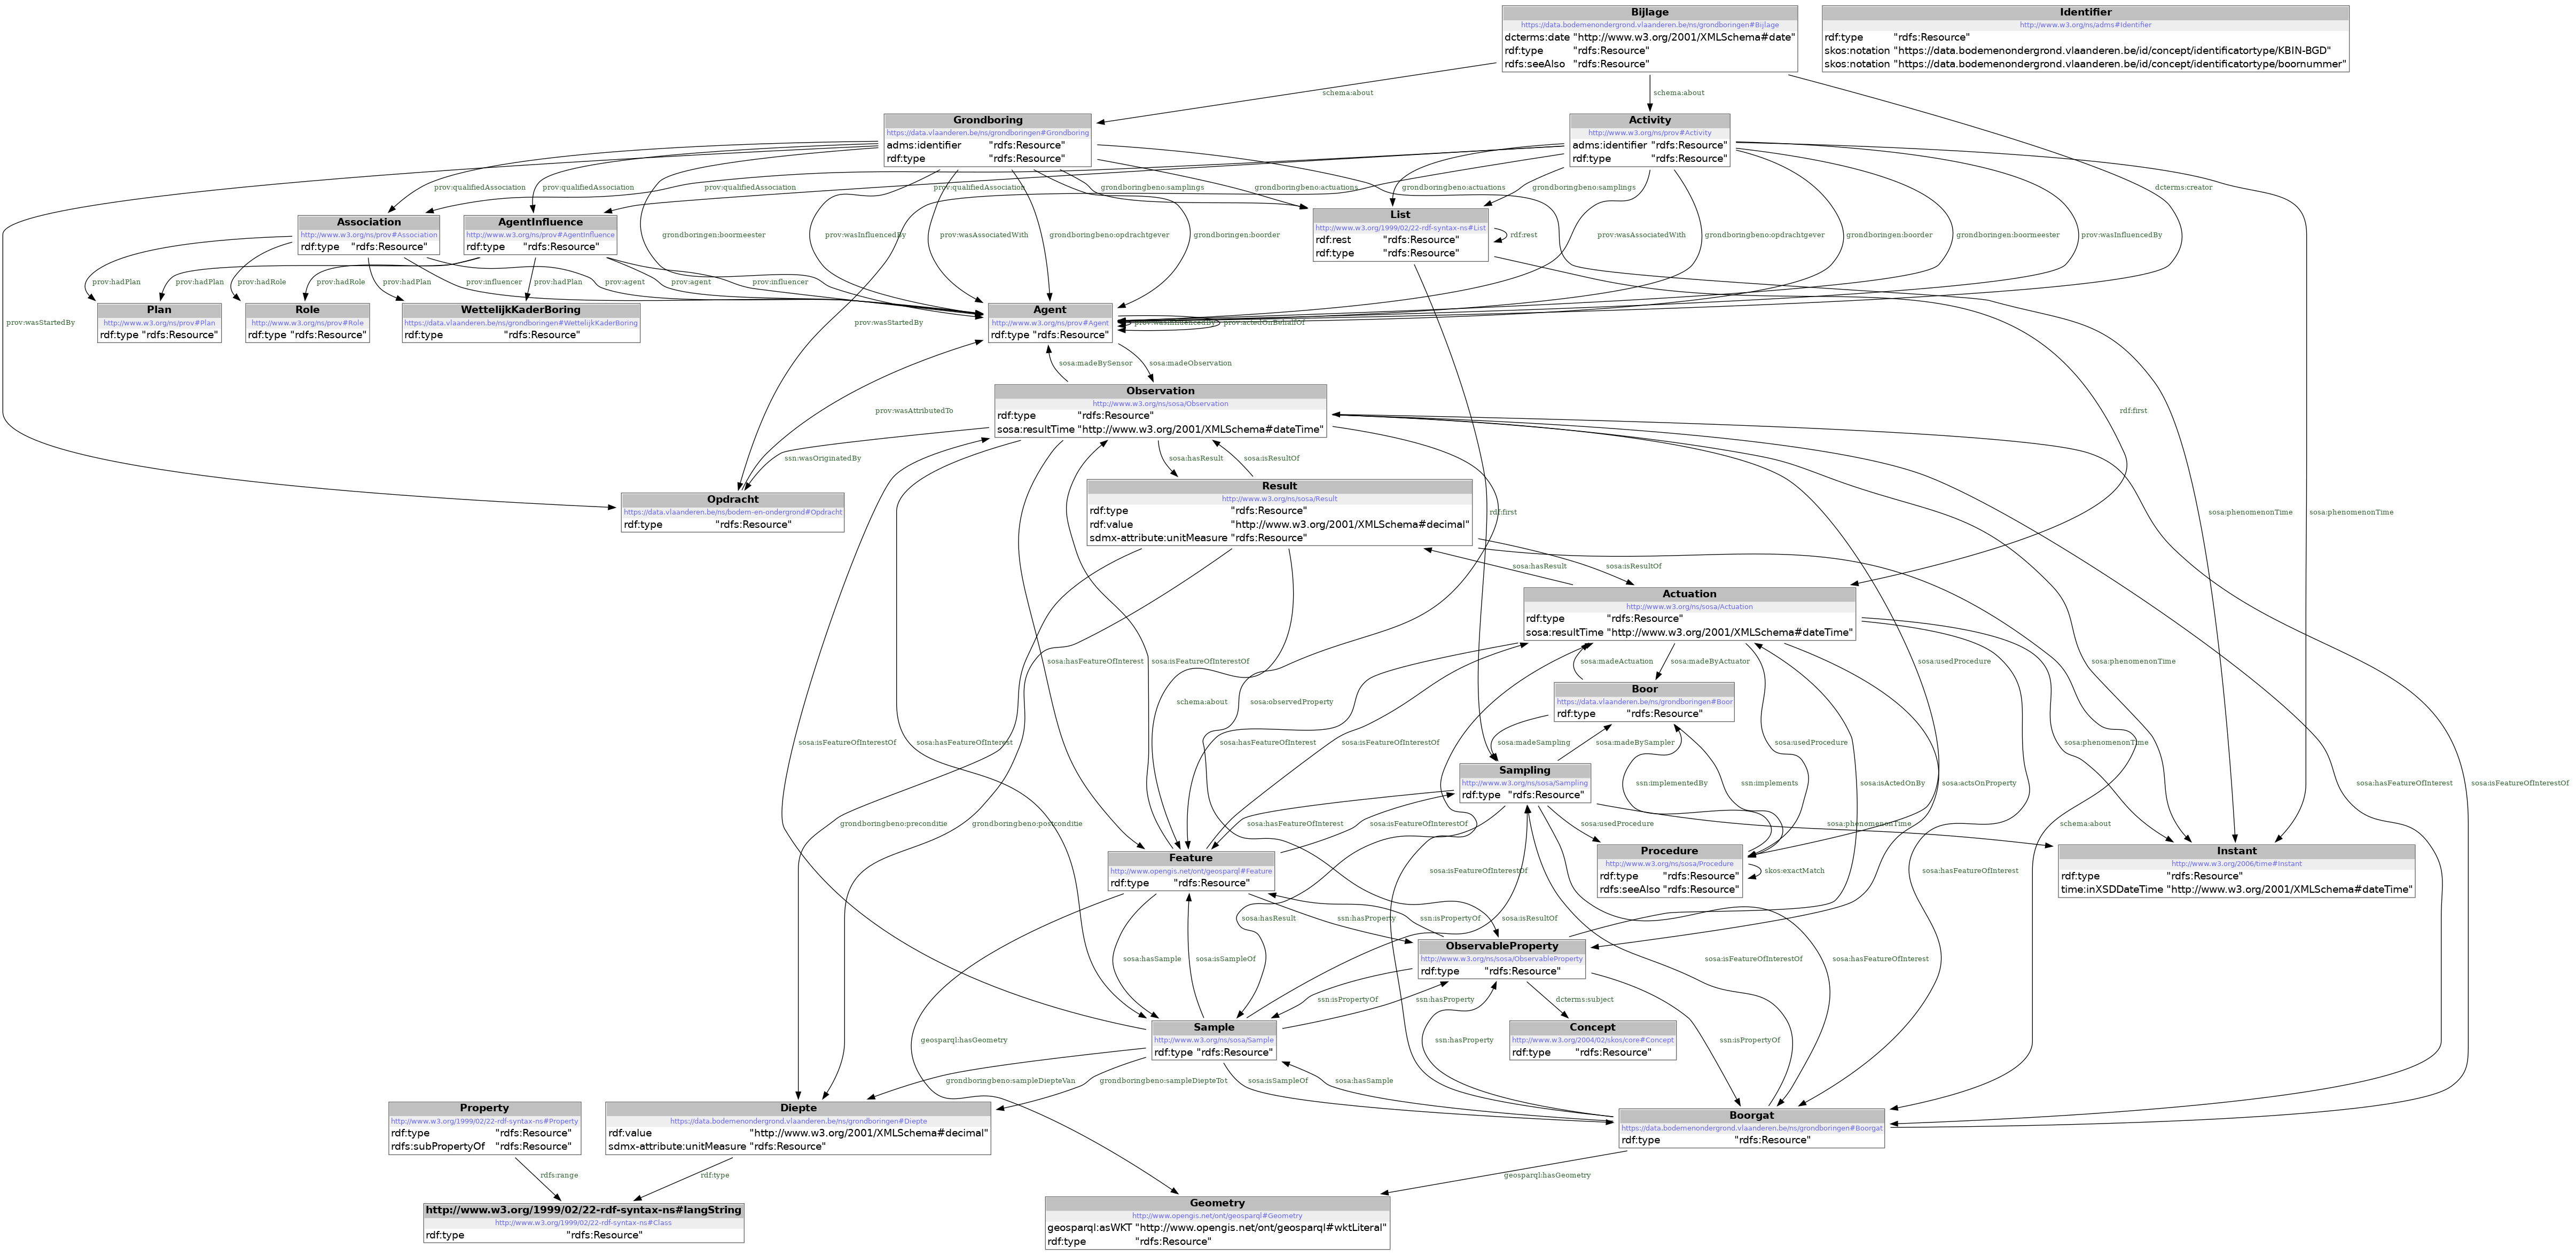 Bijlage
https://data.bodemenondergrond.vlaanderen.be/ns/grondboringen#Bijlage
dcterms:date "http://www.w3.org/2001/XMLSchema#date"
rdf:type "rdfs:Resource"
rdfs:seeAlso "rdfs:Resource"
Identifier
http://www.w3.org/ns/adms#Identifier
rdf:type "rdfs:Resource"
skos:notation "https://data.bodemenondergrond.vlaanderen.be/id/concept/identificatortype/KBIN-BGD"
skos:notation "https://data.bodemenondergrond.vlaanderen.be/id/concept/identificatortype/boornummer"
schema:about
schema:about
dcterms:creator
Grondboring
https://data.vlaanderen.be/ns/grondboringen#Grondboring
adms:identifier "rdfs:Resource"
rdf:type "rdfs:Resource"
Activity
http://www.w3.org/ns/prov#Activity
adms:identifier "rdfs:Resource"
rdf:type "rdfs:Resource"
prov:qualifiedAssociation
prov:qualifiedAssociation
prov:qualifiedAssociation
prov:qualifiedAssociation
grondboringbeno:samplings
grondboringbeno:actuations
grondboringbeno:actuations
grondboringbeno:samplings
Association
http://www.w3.org/ns/prov#Association
rdf:type "rdfs:Resource"
AgentInfluence
http://www.w3.org/ns/prov#AgentInfluence
rdf:type "rdfs:Resource"
List
http://www.w3.org/1999/02/22-rdf-syntax-ns#List
rdf:rest "rdfs:Resource"
rdf:type "rdfs:Resource"
rdf:rest
grondboringen:boormeester
prov:wasInfluencedBy
prov:wasAssociatedWith
grondboringbeno:opdrachtgever
grondboringen:boorder
prov:wasAssociatedWith
grondboringbeno:opdrachtgever
grondboringen:boorder
grondboringen:boormeester
prov:wasInfluencedBy
prov:hadPlan
prov:hadPlan
prov:hadRole
prov:hadRole
prov:hadPlan
prov:influencer
prov:hadPlan
prov:agent
prov:agent
prov:influencer
Plan
http://www.w3.org/ns/prov#Plan
rdf:type "rdfs:Resource"
Role
http://www.w3.org/ns/prov#Role
rdf:type "rdfs:Resource"
WettelijkKaderBoring
https://data.vlaanderen.be/ns/grondboringen#WettelijkKaderBoring
rdf:type "rdfs:Resource"
Agent
http://www.w3.org/ns/prov#Agent
rdf:type "rdfs:Resource"
prov:wasInfluencedBy
prov:actedOnBehalfOf
prov:wasStartedBy
prov:wasStartedBy
sosa:madeBySensor
sosa:madeObservation
Observation
http://www.w3.org/ns/sosa/Observation
rdf:type "rdfs:Resource"
sosa:resultTime "http://www.w3.org/2001/XMLSchema#dateTime"
prov:wasAttributedTo
rdf:first
ssn:wasOriginatedBy
sosa:hasResult
sosa:isResultOf
Opdracht
https://data.vlaanderen.be/ns/bodem-en-ondergrond#Opdracht
rdf:type "rdfs:Resource"
Result
http://www.w3.org/ns/sosa/Result
rdf:type "rdfs:Resource"
rdf:value "http://www.w3.org/2001/XMLSchema#decimal"
sdmx-attribute:unitMeasure "rdfs:Resource"
rdf:first
sosa:phenomenonTime
sosa:phenomenonTime
sosa:hasResult
sosa:isResultOf
Actuation
http://www.w3.org/ns/sosa/Actuation
rdf:type "rdfs:Resource"
sosa:resultTime "http://www.w3.org/2001/XMLSchema#dateTime"
sosa:hasFeatureOfInterest
sosa:isFeatureOfInterestOf
sosa:madeActuation
sosa:madeByActuator
sosa:usedProcedure
sosa:phenomenonTime
Boor
https://data.vlaanderen.be/ns/grondboringen#Boor
rdf:type "rdfs:Resource"
schema:about
sosa:observedProperty
sosa:isFeatureOfInterestOf
sosa:hasFeatureOfInterest
sosa:hasFeatureOfInterest
sosa:isFeatureOfInterestOf
sosa:madeSampling
sosa:madeBySampler
sosa:usedProcedure
sosa:phenomenonTime
Sampling
http://www.w3.org/ns/sosa/Sampling
rdf:type "rdfs:Resource"
ssn:implementedBy
ssn:implements
sosa:isActedOnBy
sosa:actsOnProperty
sosa:hasFeatureOfInterest
sosa:isFeatureOfInterestOf
grondboringbeno:preconditie
grondboringbeno:postconditie
sosa:hasFeatureOfInterest
sosa:isFeatureOfInterestOf
sosa:usedProcedure
sosa:phenomenonTime
schema:about
Feature
http://www.opengis.net/ont/geosparql#Feature
rdf:type "rdfs:Resource"
Procedure
http://www.w3.org/ns/sosa/Procedure
rdf:type "rdfs:Resource"
rdfs:seeAlso "rdfs:Resource"
skos:exactMatch
Instant
http://www.w3.org/2006/time#Instant
rdf:type "rdfs:Resource"
time:inXSDDateTime "http://www.w3.org/2001/XMLSchema#dateTime"
sosa:isFeatureOfInterestOf
sosa:hasFeatureOfInterest
sosa:hasResult
ssn:hasProperty
ssn:isPropertyOf
sosa:isResultOf
ObservableProperty
http://www.w3.org/ns/sosa/ObservableProperty
rdf:type "rdfs:Resource"
sosa:hasSample
sosa:isSampleOf
sosa:isFeatureOfInterestOf
sosa:hasFeatureOfInterest
ssn:isPropertyOf
ssn:hasProperty
dcterms:subject
Sample
http://www.w3.org/ns/sosa/Sample
rdf:type "rdfs:Resource"
Concept
http://www.w3.org/2004/02/skos/core#Concept
rdf:type "rdfs:Resource"
geosparql:hasGeometry
ssn:hasProperty
ssn:isPropertyOf
grondboringbeno:sampleDiepteVan
grondboringbeno:sampleDiepteTot
sosa:isSampleOf
sosa:hasSample
Property
http://www.w3.org/1999/02/22-rdf-syntax-ns#Property
rdf:type "rdfs:Resource"
rdfs:subPropertyOf "rdfs:Resource"
Diepte
https://data.bodemenondergrond.vlaanderen.be/ns/grondboringen#Diepte
rdf:value "http://www.w3.org/2001/XMLSchema#decimal"
sdmx-attribute:unitMeasure "rdfs:Resource"
Boorgat
https://data.bodemenondergrond.vlaanderen.be/ns/grondboringen#Boorgat
rdf:type "rdfs:Resource"
rdfs:range
rdf:type
geosparql:hasGeometry
http://www.w3.org/1999/02/22-rdf-syntax-ns#langString
http://www.w3.org/1999/02/22-rdf-syntax-ns#Class
rdf:type "rdfs:Resource"
Geometry
http://www.opengis.net/ont/geosparql#Geometry
geosparql:asWKT "http://www.opengis.net/ont/geosparql#wktLiteral"
rdf:type "rdfs:Resource"